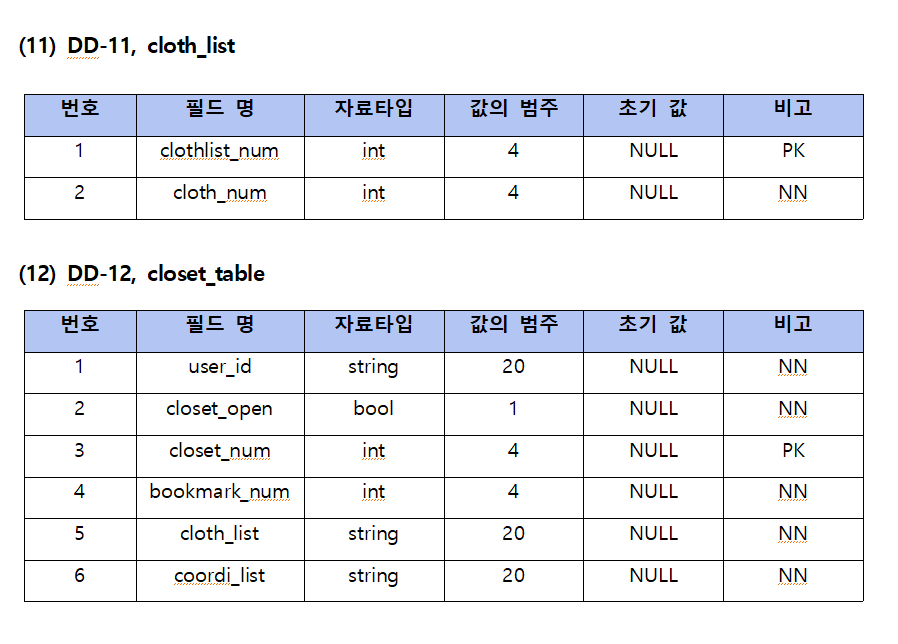 (11) DD-11, cloth_list
번호 필드 명 자료타입 값의 범주 초기 값 비고
1 clothlist_num int 4 NULL PK
2 cloth_num int 4 NULL NN
(12) DD-12, closet_table
번호 필드 명 자료타입 값의 범주 초기 값 비고
1 user_id string 20 NULL NN
2 closet_open bool 1 NULL NN
3 closet_num int 4 NULL PK
4 bookmark_num int 4 NULL NN
5 cloth_list string 20 NULL NN
6 coordi_list string 20 NULL NN